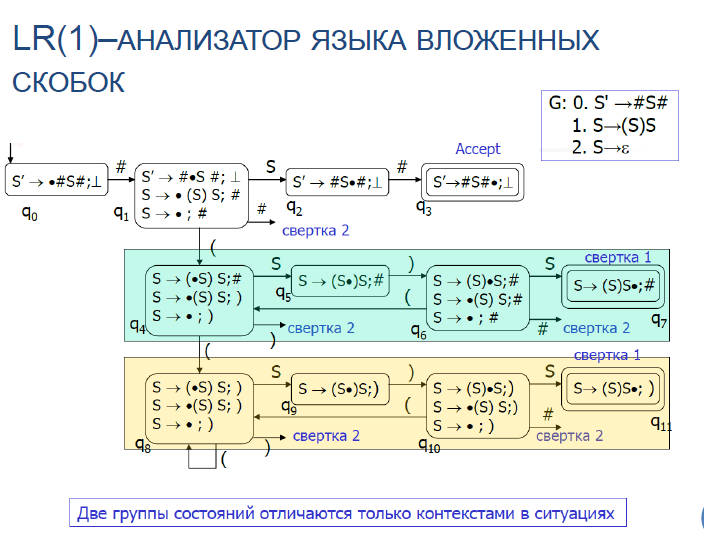 LR(1)–АНАЛИЗАТОР ЯЗЫКА ВЛОЖЕННЫХ
СКОБОК
G: 0. S' →#S#
1. S→(S)S
2. S→ε
Accept
S’ → •#S#;⊥
#
S’ → #•S #; ⊥
S → • (S) S; #
S → • ; #
S
S’ → #S•#;⊥
#
S’→#S#•;⊥
q0
q1
#
q2
q3
свертка 2
(
свертка 1
S → (•S) S;#
S → •(S) S; )
S → • ; )
S
S → (S•)S;#
)
(
S → (S)•S;#
S → •(S) S;#
S → • ; #
S
S→ (S)S•;#
q4
q5
)
свертка 2
q6
#
свертка 2
q7
(
свертка 1
S → (•S) S; )
S → •(S) S; )
S → • ; )
S
S → (S•)S;)
)
(
S → (S)•S;)
S → •(S) S;)
S → • ; )
S
S→ (S)S•; )
q8
q9
)
свертка 2
q10
#
свертка 2
q11
(
Две группы состояний отличаются только контекстами в ситуациях